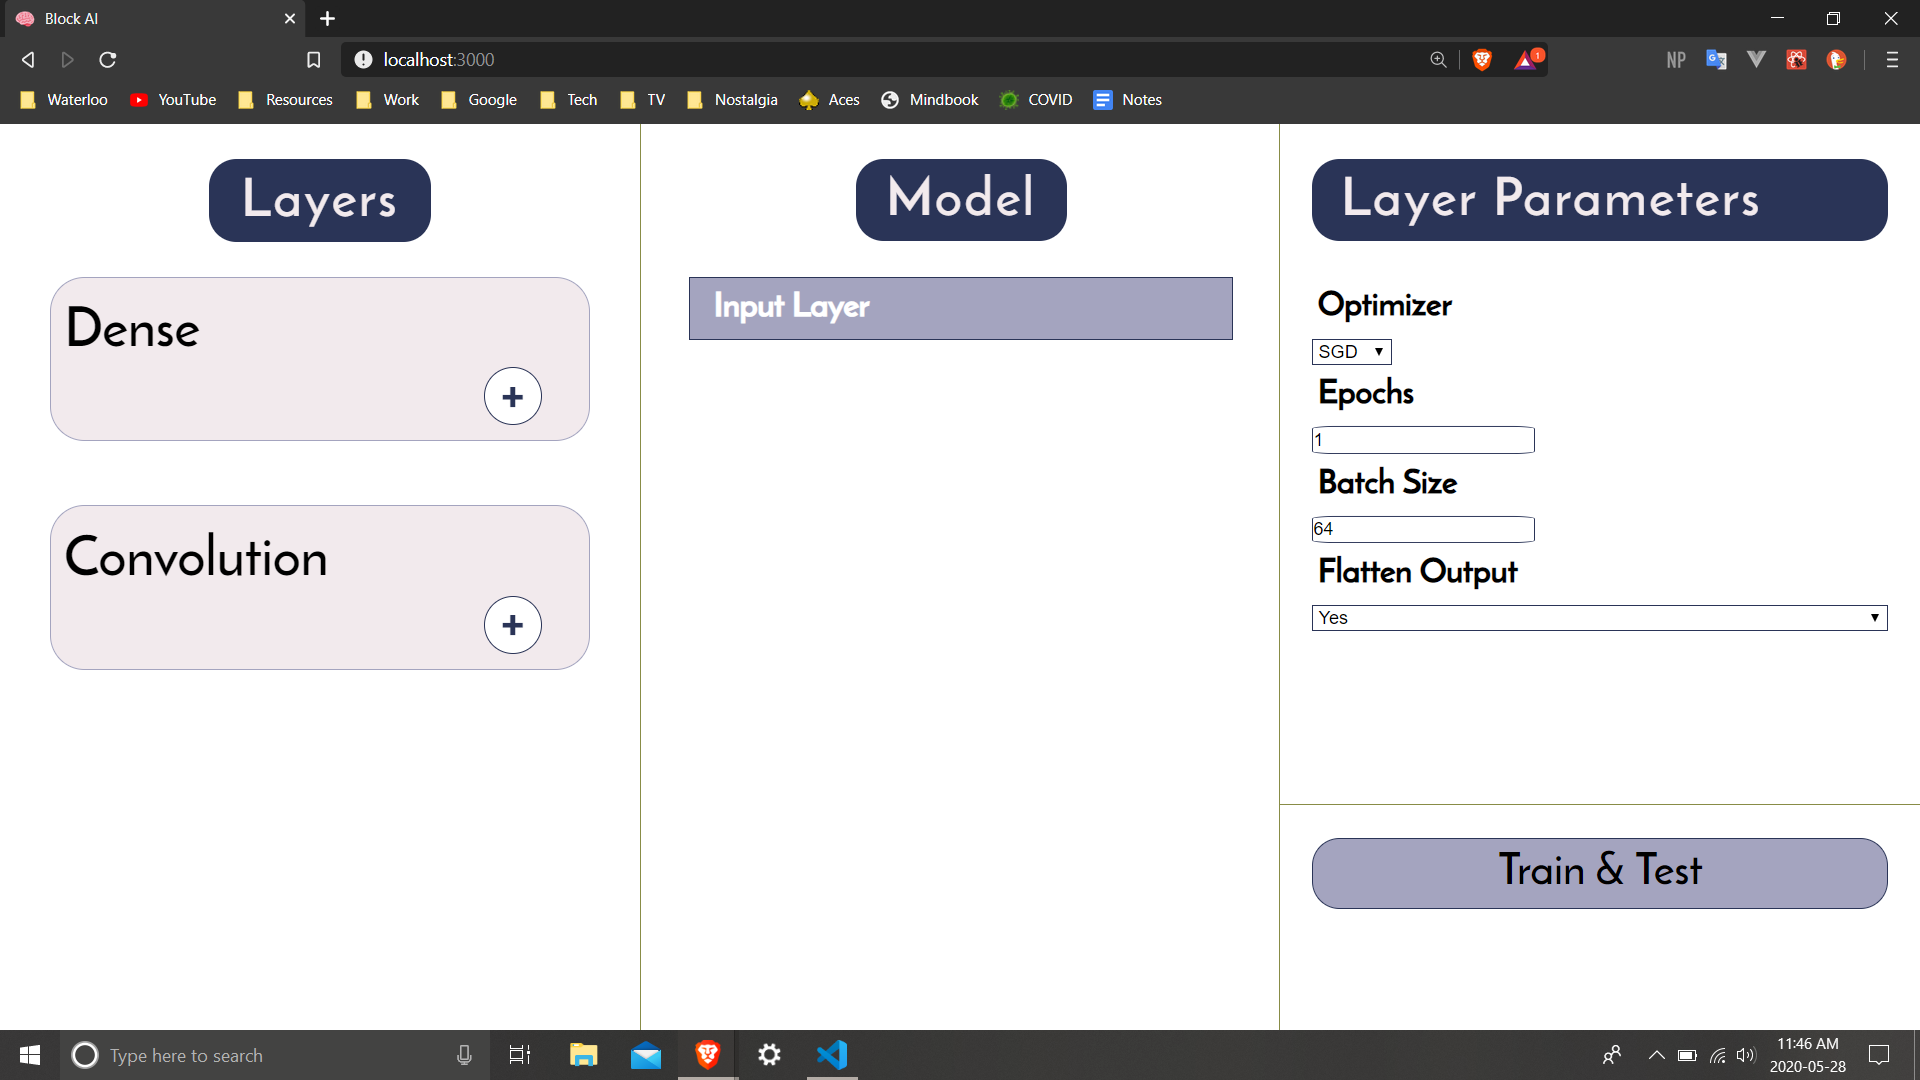 Block AI
localhost:3000
1
NP
Waterloo YouTube Resources Work Google Tech TV Nostalgia Aces Mindbook COVID Notes
Layers
Dense
+
Convolution
+
Model
Input Layer
Layer Parameters
Optimizer
SGD
Epochs
1
Batch Size
64
Flatten Output
Yes
Train & Test
Type here to search
11:46 AM
2020-05-28